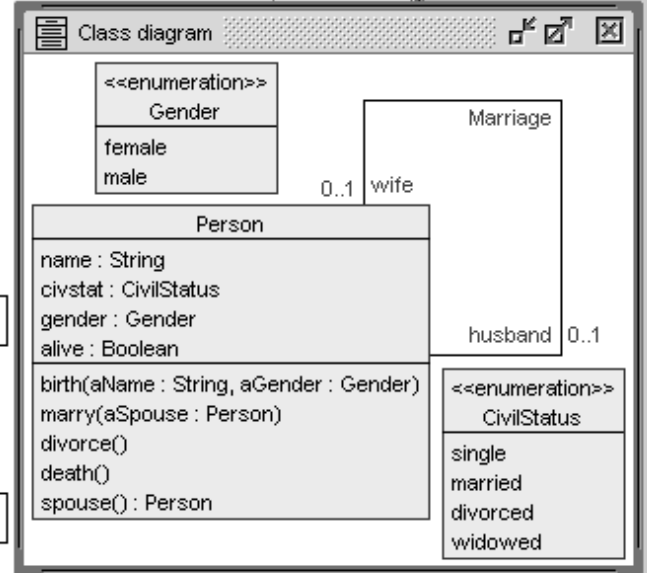 Class diagram
<<enumeration>>
Gender
female
male
Marriage
0..1 wife
Person
name : String
civstat : CivilStatus
gender : Gender
alive : Boolean
husband 0..1
birth(aName : String, aGender : Gender)
marry(aSpouse : Person)
divorce()
death()
spouse() : Person
<<enumeration>>
CivilStatus
single
married
divorced
widowed